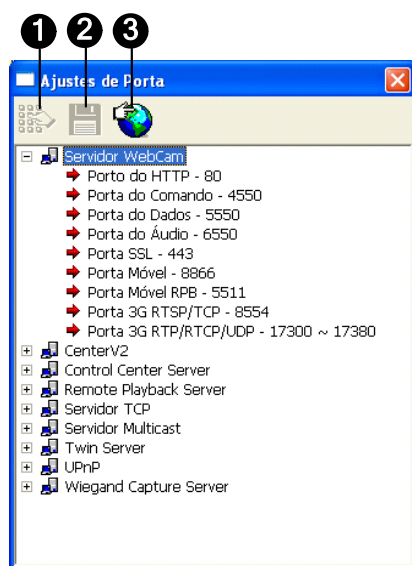 1 2 3
Ajustes de Porta
Servidor WebCam
Porto do HTTP - 80
Porta do Comando - 4550
Porta do Dados - 5550
Porta do Áudio - 6550
Porta SSL - 443
Porta Móvel - 8866
Porta Móvel RPB - 5511
Porta 3G RTSP/TCP - 8554
Porta 3G RTP/RTCP/UDP - 17300 ~ 17380
CenterV2
Control Center Server
Remote Playback Server
Servidor TCP
Servidor Multicast
Twin Server
UPnP
Wiegand Capture Server